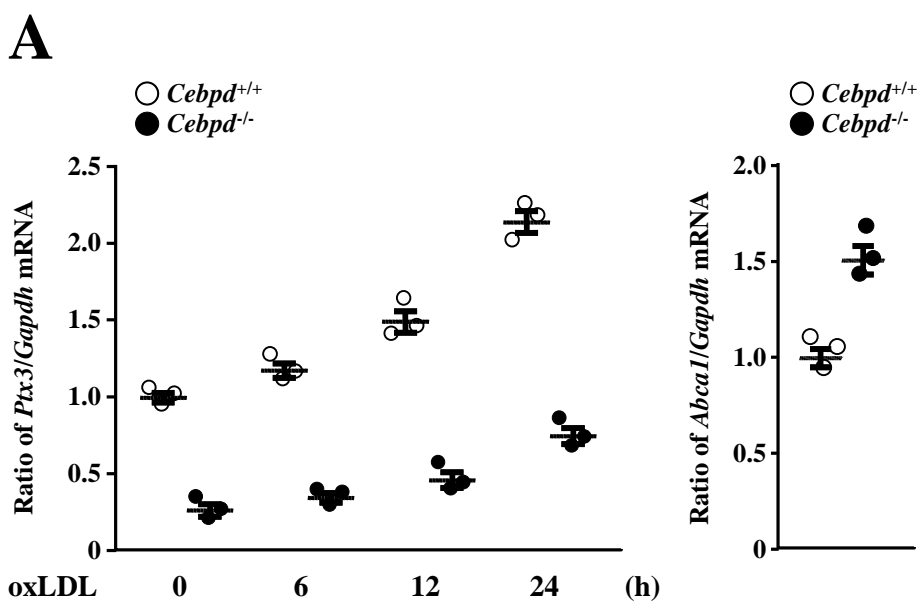 A
Cebpd+/+
Cebpd-/-
Ratio of Ptx3/Gapdh mRNA
2.5
2.0
1.5
1.0
0.5
0
oxLDL 0 6 12 24 (h)
Cebpd+/+
Cebpd-/-
Ratio of Abca1/Gapdh mRNA
2.0
1.5
1.0
0.5
0